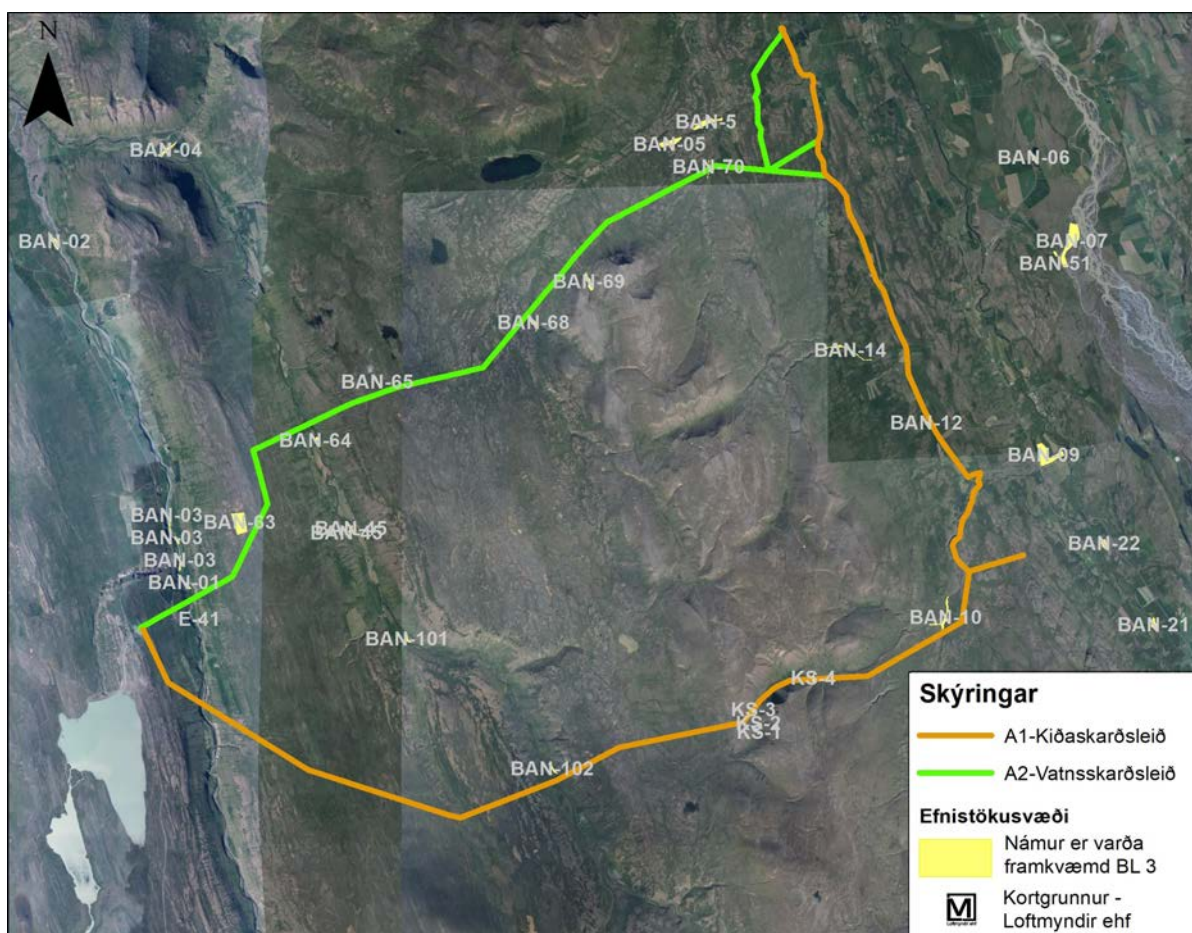 N
BAN-5
BAN-05
BAN-04
BAN-06
BAN-70
BAN-02
BAN-07
BAN-51
BAN-69
BAN-68
BAN-14
BAN-65
BAN-12
BAN-64
BAN-09
BAN-03
BAN-63
BAN-45
BAN-45
BAN-03
BAN-22
BAN-03
BAN-01
E-41
BAN-10
BAN-21
BAN-101
KS-4
KS-3
KS-2
KS-1
BAN-102
Skýringar
A1-Kiðaskarðsleið
A2-Vatnsskarðsleið
Efnistökusvæði
Námur er varða
framkvæmd BL 3
M
Loftmyndir ehf
Kortgrunnur -
Loftmyndir ehf